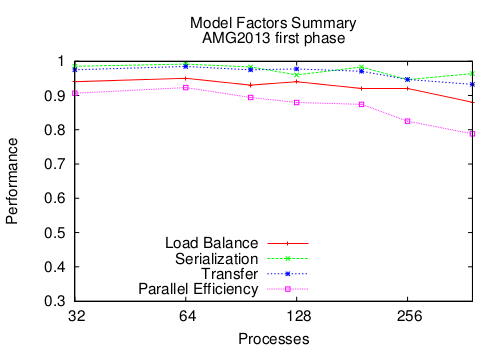 Model Factors Summary
AMG2013 first phase
1
0.9
0.8
0.7
0.6
0.5
0.4
0.3
Performance
Load Balance
Serialization
Transfer
Parallel Efficiency
32
64
128
256
Processes